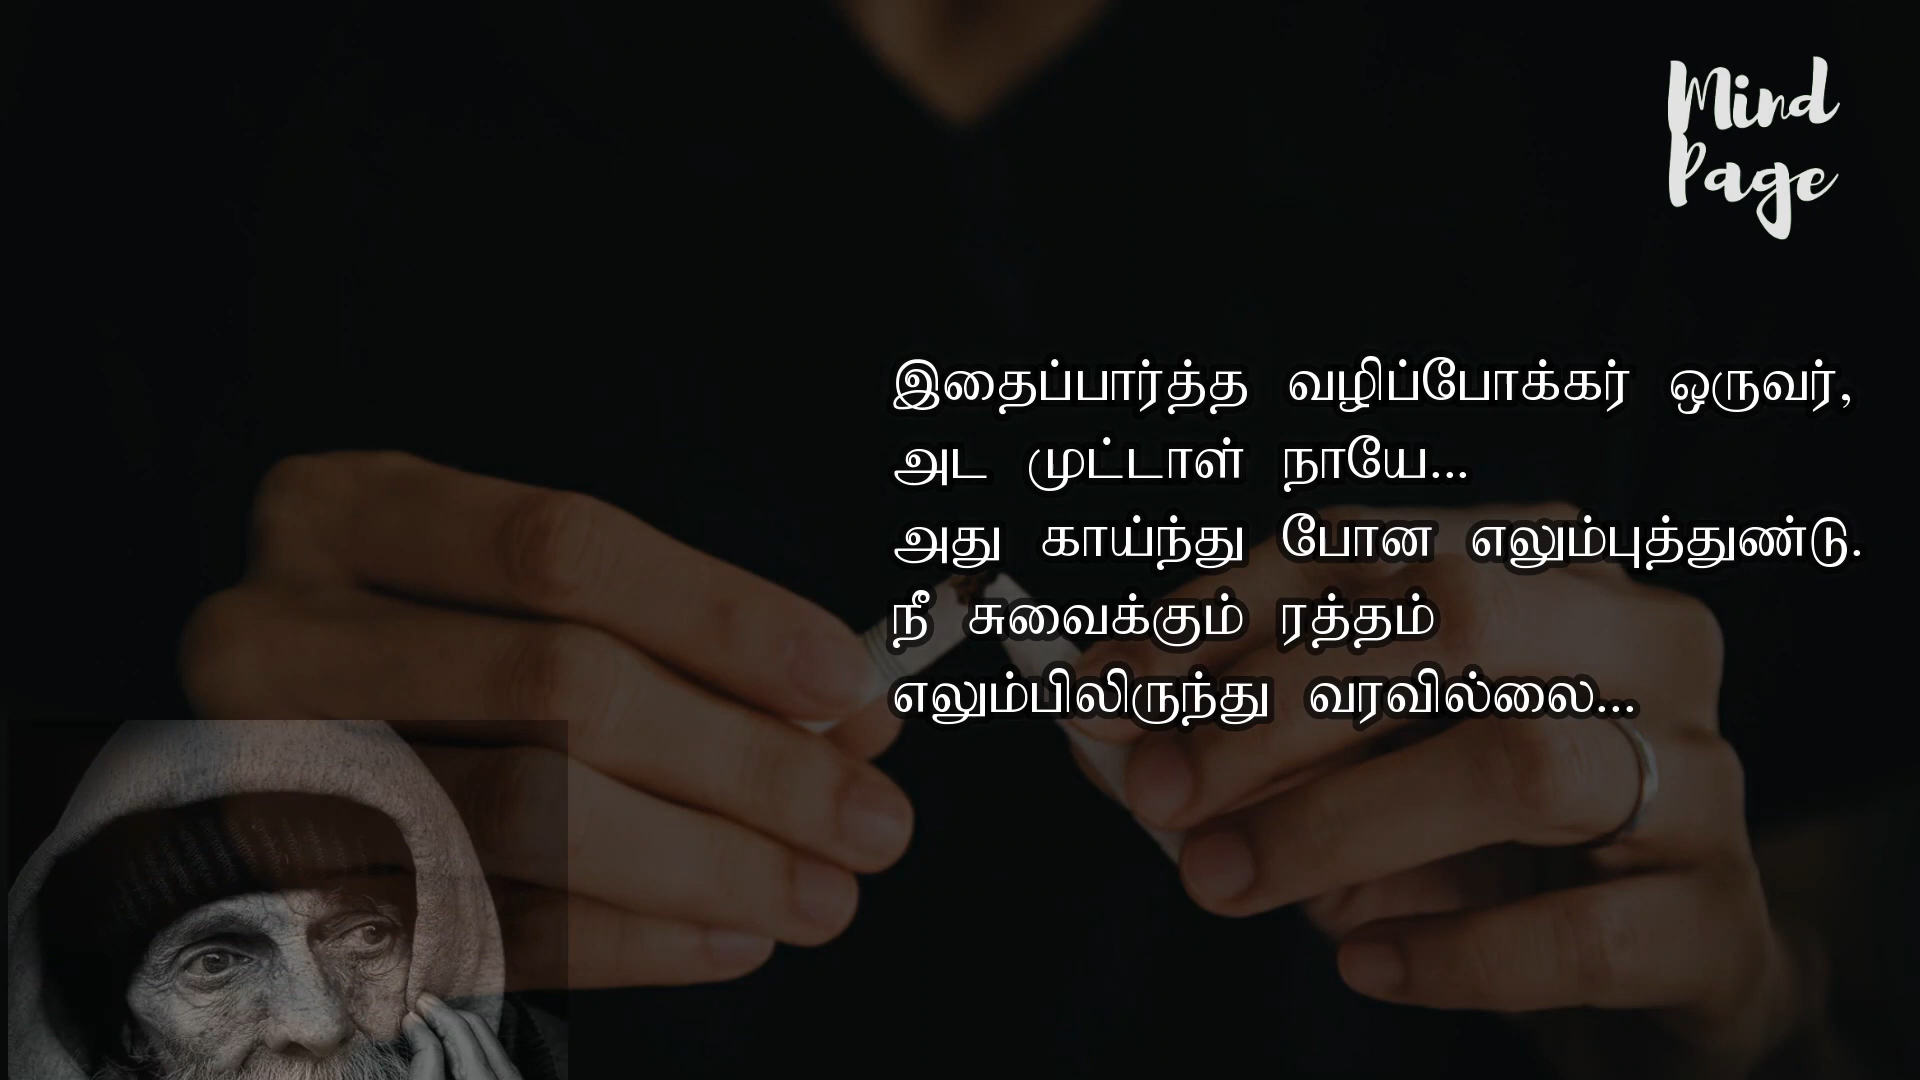 Mind
Page
இதைப்பார்த்த வழிப்போக்கர் ஒருவர்,
அட முட்டாள் நாயே...
அது காய்ந்து போன எலும்புத்துண்டு.
நீ சுவைக்கும் ரத்தம்
எலும்பிலிருந்து வரவில்லை...